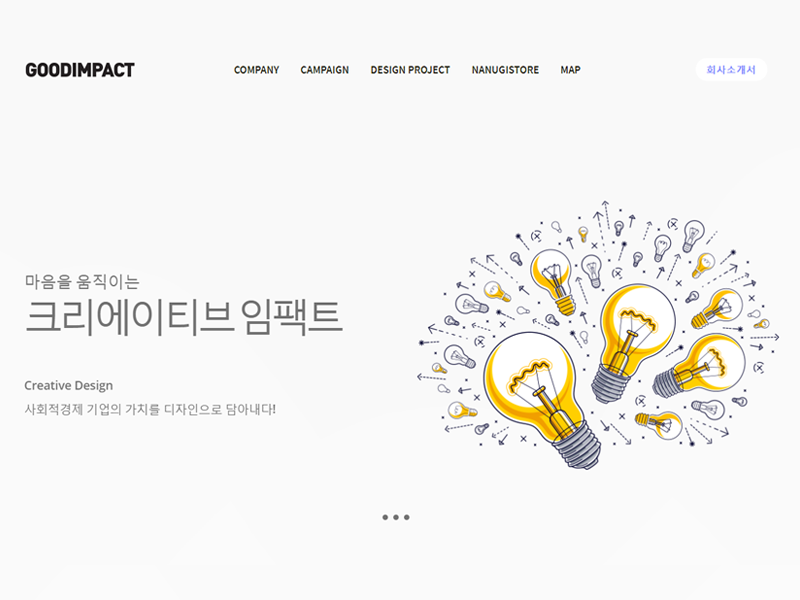 GOODIMPACT
COMPANY CAMPAIGN DESIGN PROJECT NANUGISTORE MAP
회사소개서
마음을 움직이는
크리에이티브 임팩트
Creative Design
사회적경제 기업의 가치를 디자인으로 담아내다!